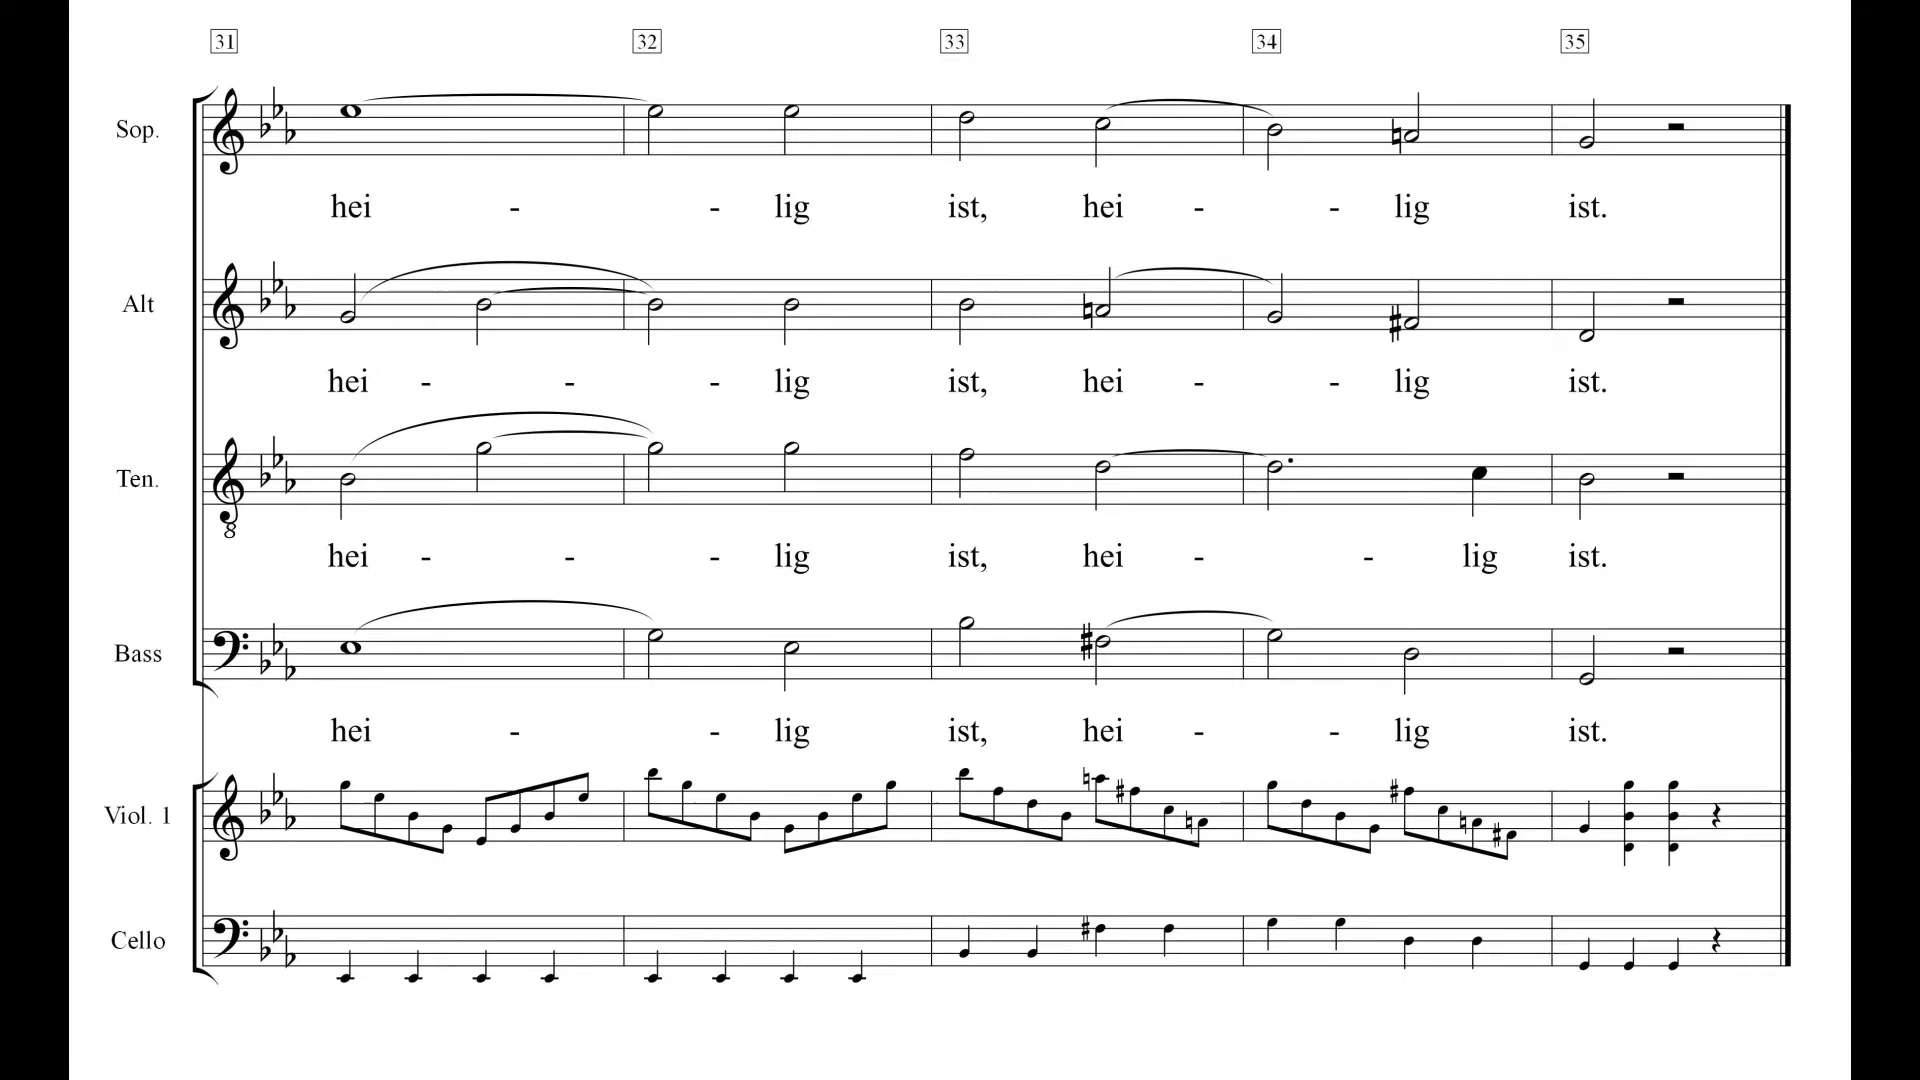 31 32 33 34 35
Sop.
hei - - lig ist, hei - - lig ist.
Alt
hei - - - lig ist, hei - - lig ist.
Ten.
8
hei - - - lig ist, hei - - lig ist.
Bass
hei - - lig ist, hei - - lig ist.
Viol. 1
Cello